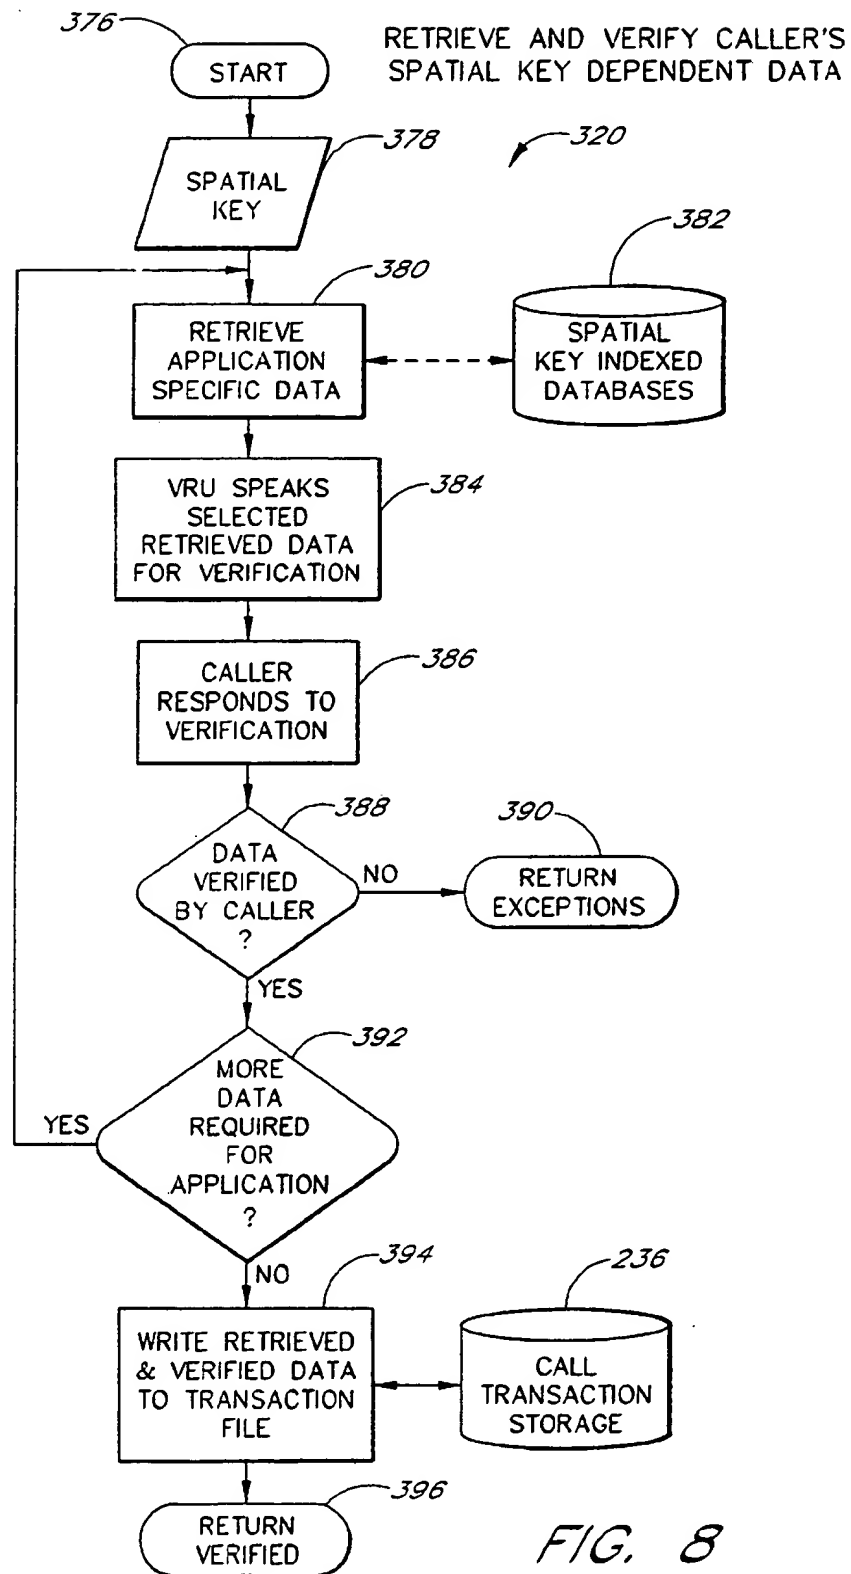 376
RETRIEVE AND VERIFY CALLER'S
SPATIAL KEY DEPENDENT DATA
START
378
320
SPATIAL
KEY
382
380
RETRIEVE
APPLICATION
SPECIFIC DATA
SPATIAL
KEY INDEXED
DATABASES
384
VRU SPEAKS
SELECTED
RETRIEVED DATA
FOR VERIFICATION
386
CALLER
RESPONDS TO
VERIFICATION
388
390
DATA
VERIFIED
BY CALLER
?
NO
RETURN
EXCEPTIONS
YES
392
MORE
DATA
REQUIRED
FOR
APPLICATION
?
YES
NO
394
236
WRITE RETRIEVED
& VERIFIED DATA
TO TRANSACTION
FILE
CALL
TRANSACTION
STORAGE
396
RETURN
VERIFIED
FIG. 8